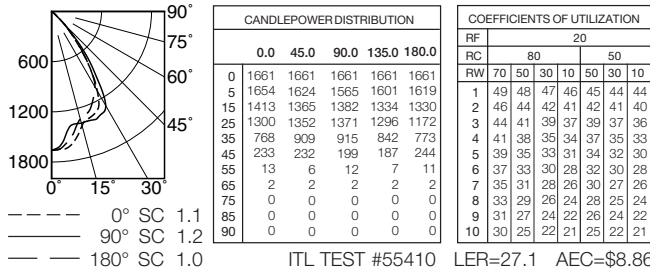 90°
75°
60°
45°
600
1200
1800
0° 15° 30°
0° SC 1.1
90° SC 1.2
180° SC 1.0
CANDLEPOWER DISTRIBUTION
0.0 45.0 90.0 135.0 180.0
0 1661 1661 1661 1661 1661
5 1654 1624 1565 1601 1619
15 1413 1365 1382 1334 1330
25 1300 1352 1371 1296 1172
35 768 909 915 842 773
45 233 232 199 187 244
55 13 6 12 7 11
65 2 2 2 2 2
75 0 0 0 0 0
85 0 0 0 0 0
90 0 0 0 0 0
ITL TEST #55410
COEFFICIENTS OF UTILIZATION
RF 20
RC 80 50
RW 70 50 30 10 50 30 10
1 49 48 47 46 45 44 44
2 46 44 42 41 42 41 40
3 44 41 39 37 39 37 36
4 41 38 35 34 37 35 33
5 39 35 33 31 34 32 30
6 37 33 30 28 32 30 28
7 35 31 28 26 30 27 26
8 33 29 26 24 28 25 24
9 31 27 24 22 26 24 22
10 30 25 22 21 25 22 21
LER=27.1 AEC=$8.86